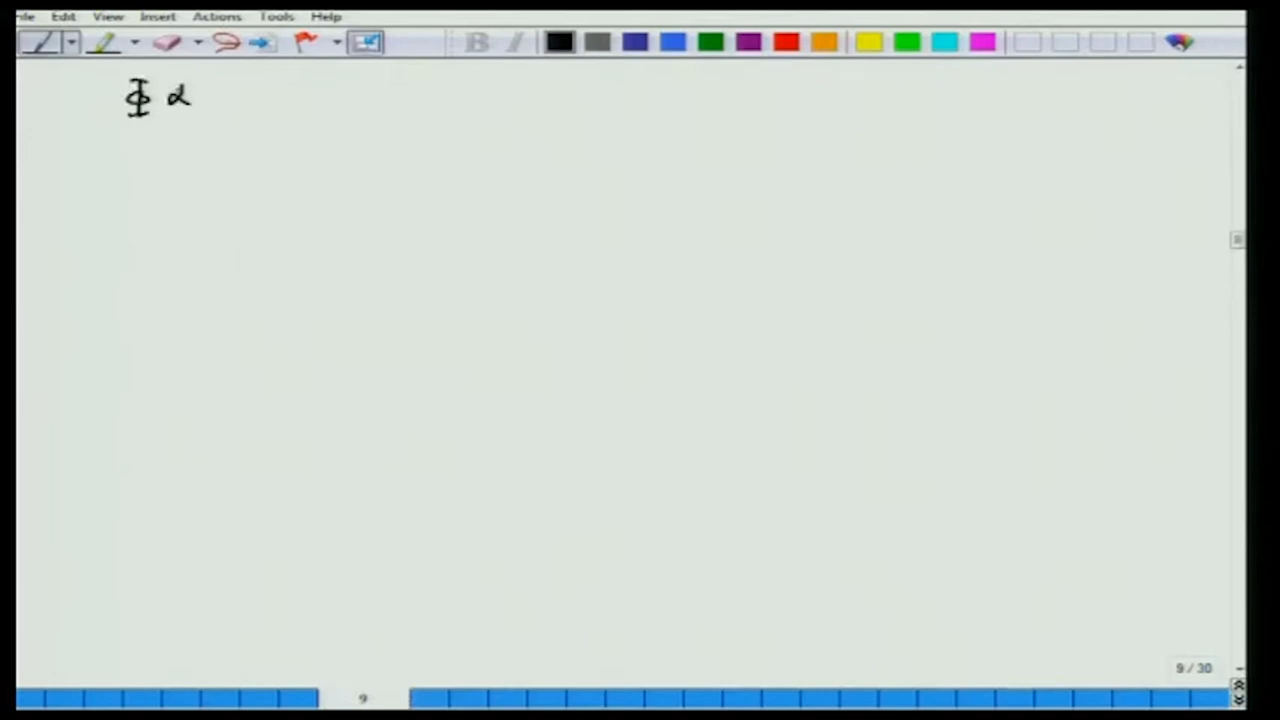 File Edit View Insert Actions Tools Help
B I
Φ α
9 / 30
9